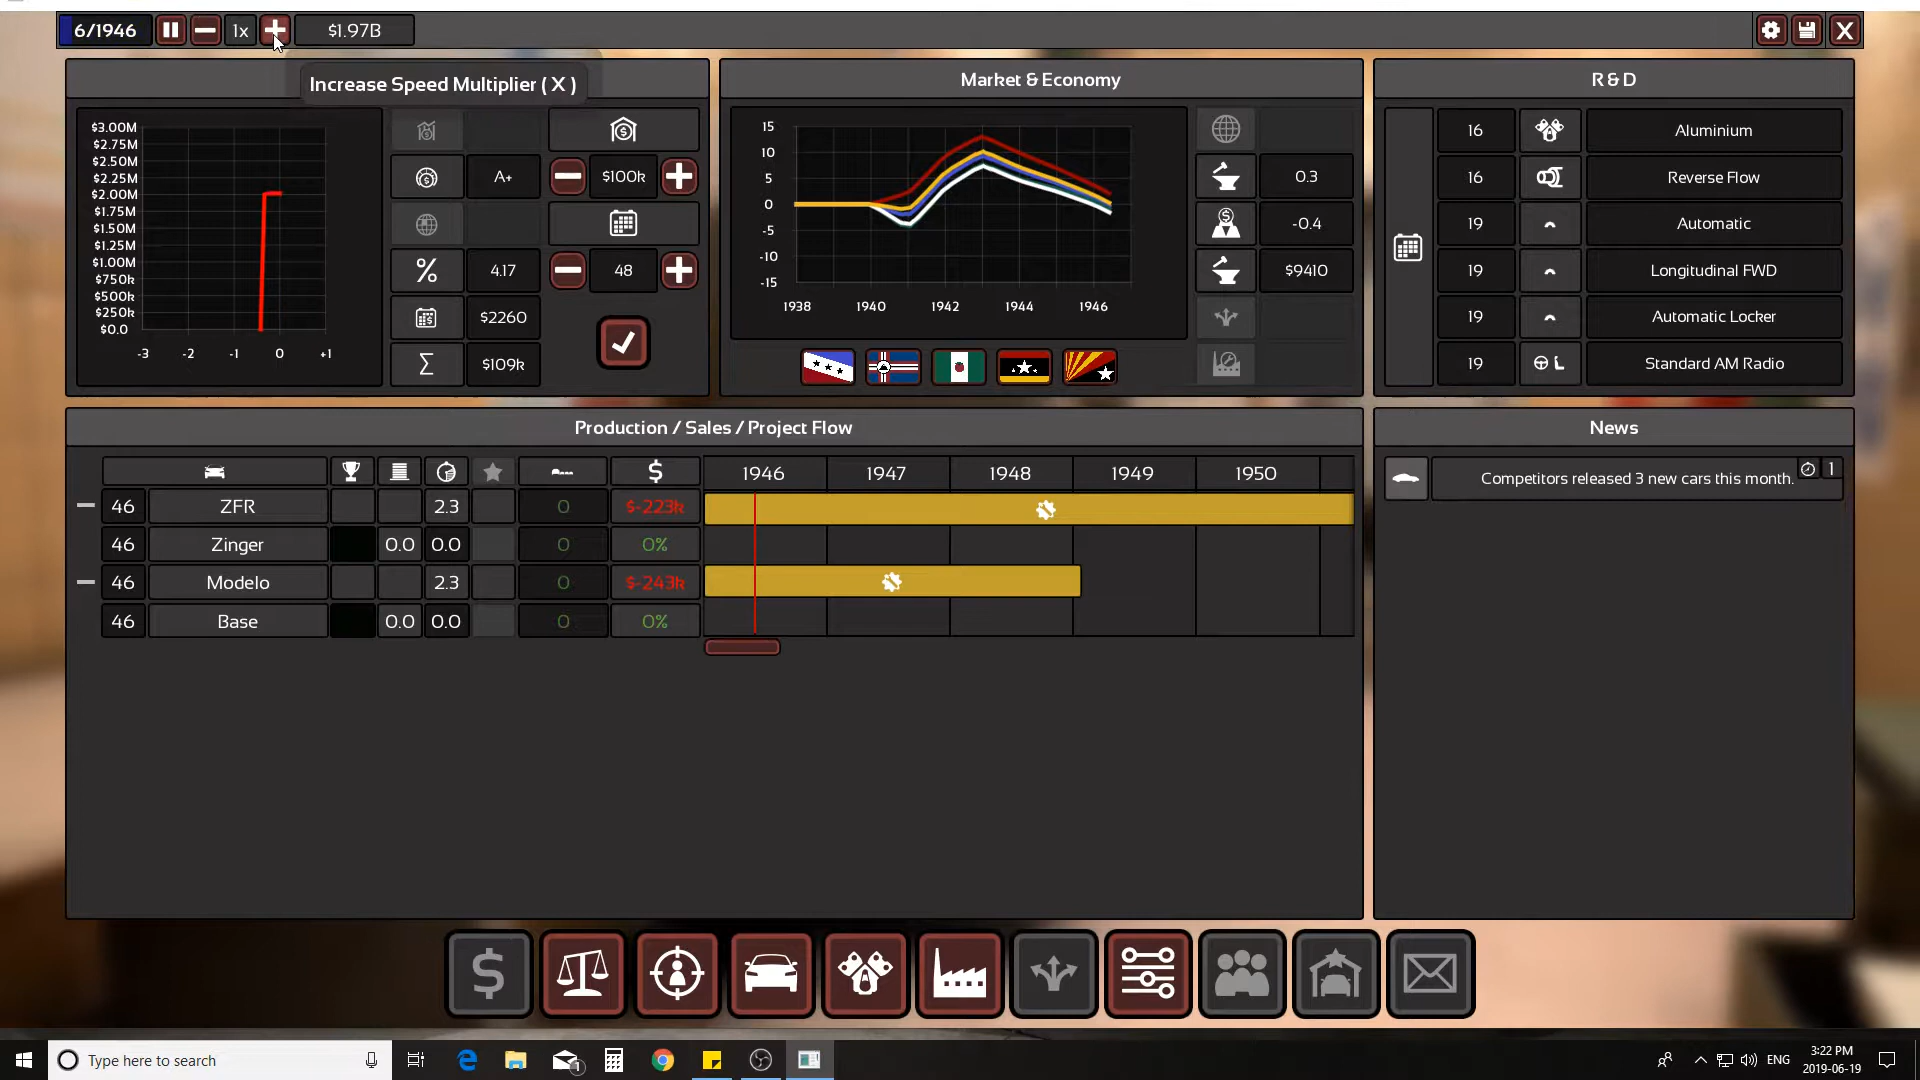 6/1946 1x $1.97B
Increase Speed Multiplier ( X )
$3.00M
$2.75M
$2.50M
$2.25M
$2.00M
$1.75M
$1.50M
$1.25M
$1.00M
$750k
$500k
$250k
$0.0
-3 -2 -1 0 +1
A+ $100k
% 4.17 48
$2260
Σ $109k
Market & Economy
15
10
5
0
-5
-10
-15
1938 1940 1942 1944 1946
0.3
-0.4
$9410
R & D
16 Aluminium
16 Reverse Flow
19 Automatic
19 Longitudinal FWD
19 Automatic Locker
19 Standard AM Radio
Production / Sales / Project Flow
$ 1946 1947 1948 1949 1950
46 ZFR 2.3 0 $-223k
46 Zinger 0.0 0.0 0 0%
46 Modelo 2.3 0 $-243k
46 Base 0.0 0.0 0 0%
News
Competitors released 3 new cars this month. 1
$
Type here to search
1
ENG
3:22 PM
2019-06-19